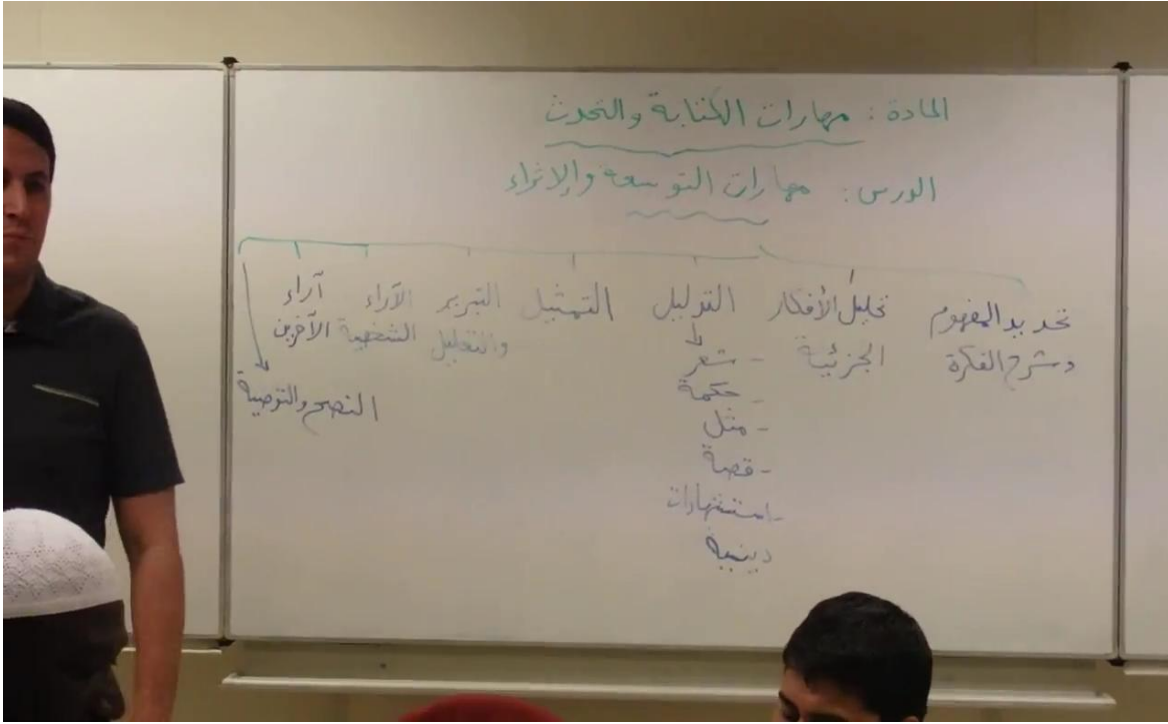 المادة : مهارات الكتابة والتحدث
الدرس : مهارات التوسعة والإثراء
تحديد المفهوم
وشرح الفكرة
تحليل الأفكار
الجزئية
التدليل
- شعر
- حكمة
- مثل
- قصة
- استشهادات
دينية
التمثيل
التبرير
والتعليل
الآراء
الشخصية
آراء
الآخرين
النصح والتوصية